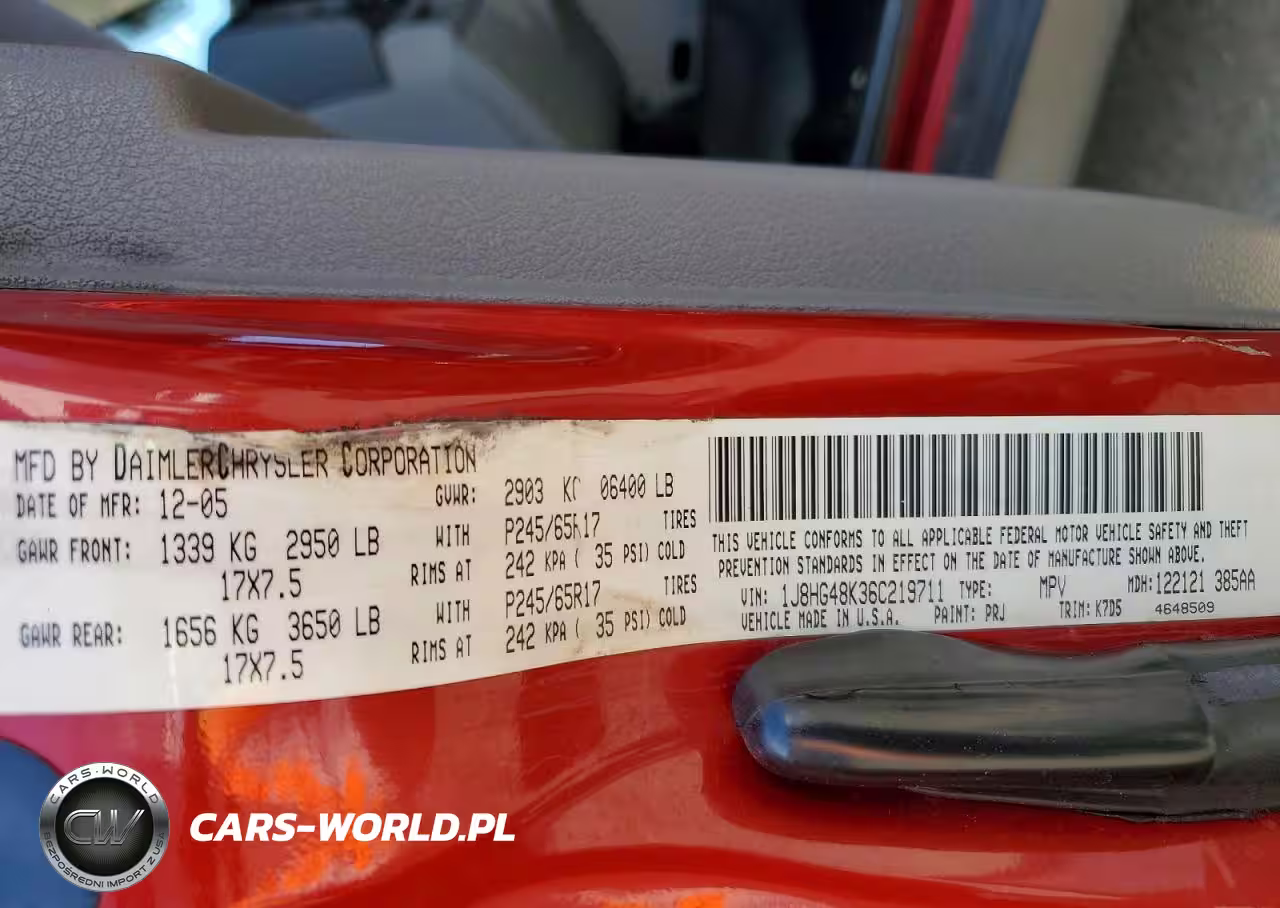 MFD BY DAIMLERCHRYSLER CORPORATION
DATE OF MFR: 12-05 GVWR: 2903 KG 06400 LB
GAWR FRONT: 1339 KG 2950 LB WITH P245/65R17 TIRES
17X7.5 RIMS AT 242 KPA ( 35 PSI) COLD
GAWR REAR: 1656 KG 3650 LB WITH P245/65R17 TIRES
17X7.5 RIMS AT 242 KPA ( 35 PSI) COLD
THIS VEHICLE CONFORMS TO ALL APPLICABLE FEDERAL MOTOR VEHICLE SAFETY AND THEFT
PREVENTION STANDARDS IN EFFECT ON THE DATE OF MANUFACTURE SHOWN ABOVE.
VIN: 1J8HG48K36C219711 TYPE: MPV MDH:122121 385AA
VEHICLE MADE IN U.S.A. PAINT: PRJ TRIM: K7D5 4648509
CARS-WORLD
CW
BEZPOŚREDNI IMPORT Z USA
CARS-WORLD.PL